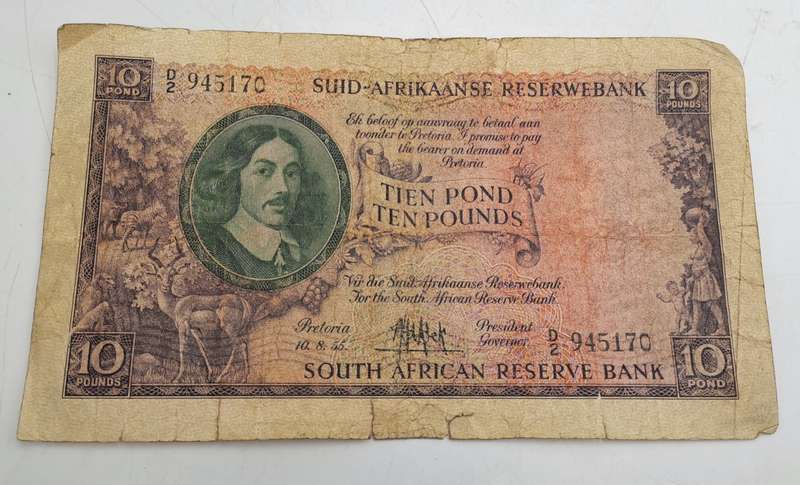 10
POND
D/2 945170
SUID-AFRIKAANSE RESERWEBANK
10
POUNDS
Ek beloof op aanvraag te betaal aan
toonder te Pretoria. I promise to pay
the bearer on demand at
Pretoria
TIEN POND
TEN POUNDS
Vir die Suid-Afrikaanse Reserwebank.
For the South African Reserve Bank.
Pretoria
10.8.55.
President
Governor.
D/2 945170
10
POUNDS
SOUTH AFRICAN RESERVE BANK
10
POND